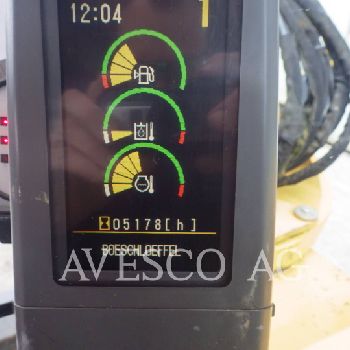 12:04 1
05178[h]
BOESCHLOEFFEL
AVESCO AG